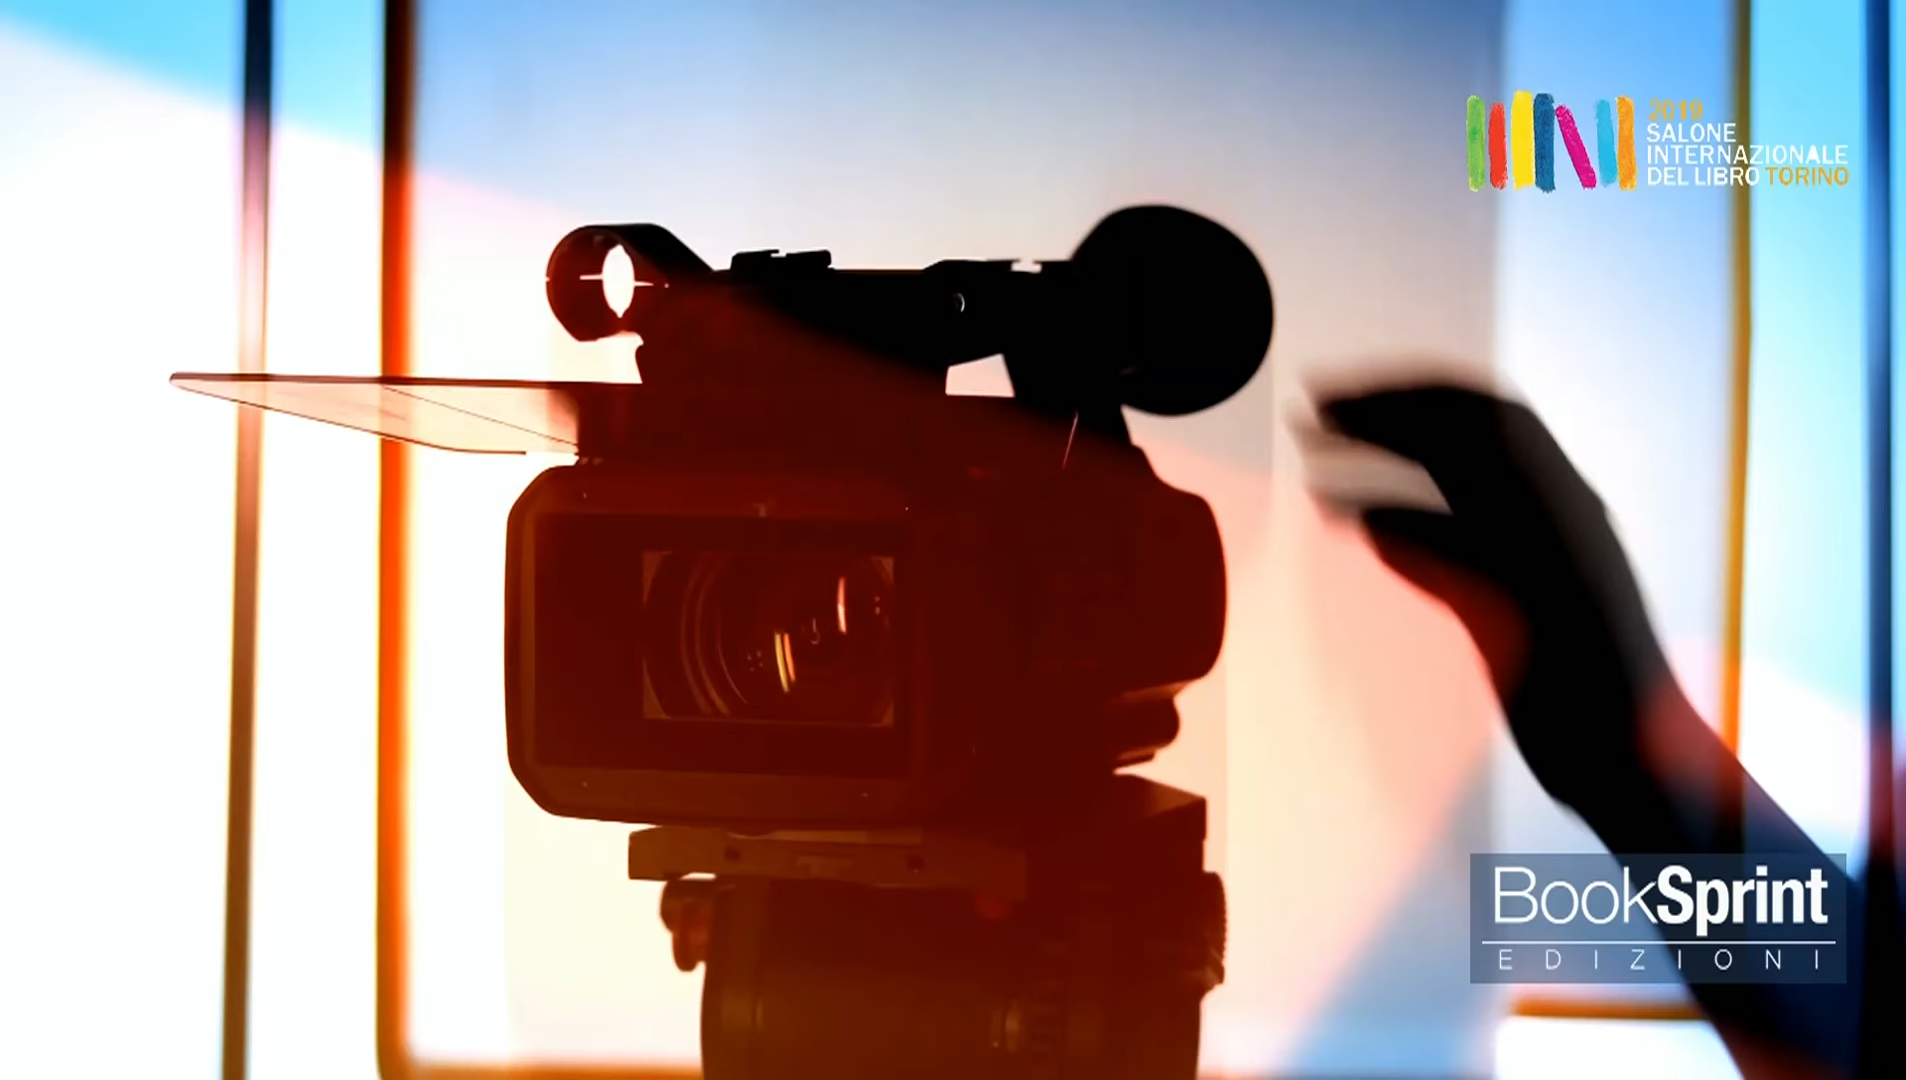 2019
SALONE
INTERNAZIONALE
DEL LIBRO TORINO
BookSprint
EDIZIONI